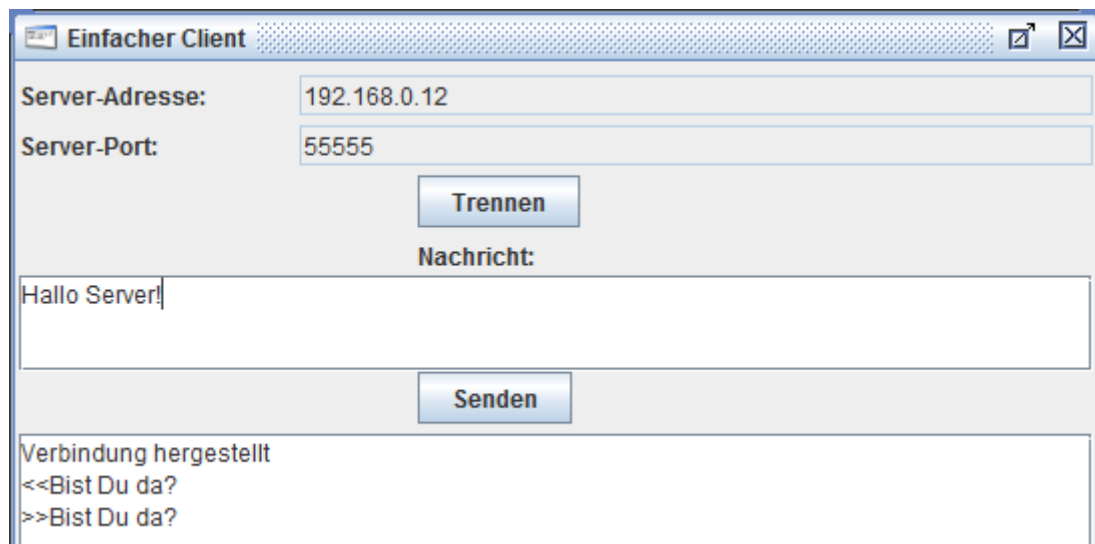 Einfacher Client
Server-Adresse: 192.168.0.12
Server-Port: 55555
Trennen
Nachricht:
Hallo Server!
Senden
Verbindung hergestellt
<<Bist Du da?
>>Bist Du da?